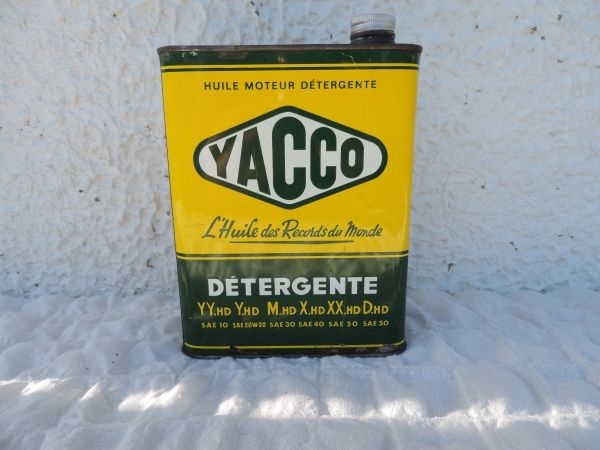 HUILE MOTEUR DÉTERGENTE
YACCO
L'Huile des Records du Monde
DÉTERGENTE
YY.HD Y.HD M.HD X.HD XX.HD D.HD
SAE 10 SAE 20W20 SAE 30 SAE 40 SAE 50 SAE 50